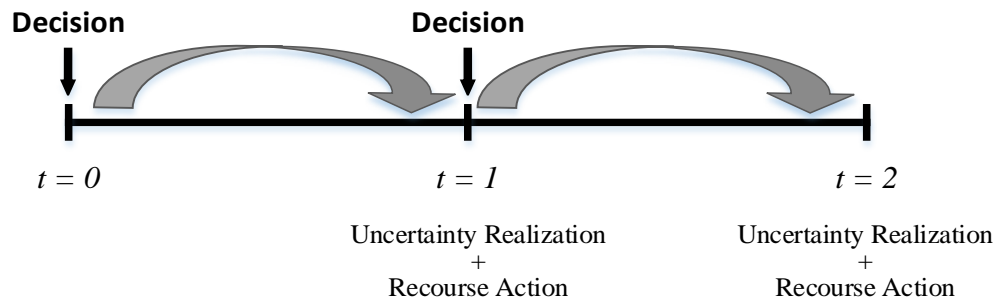 Decision Decision
t = 0 t = 1 t = 2
Uncertainty Realization Uncertainty Realization
+ +
Recourse Action Recourse Action